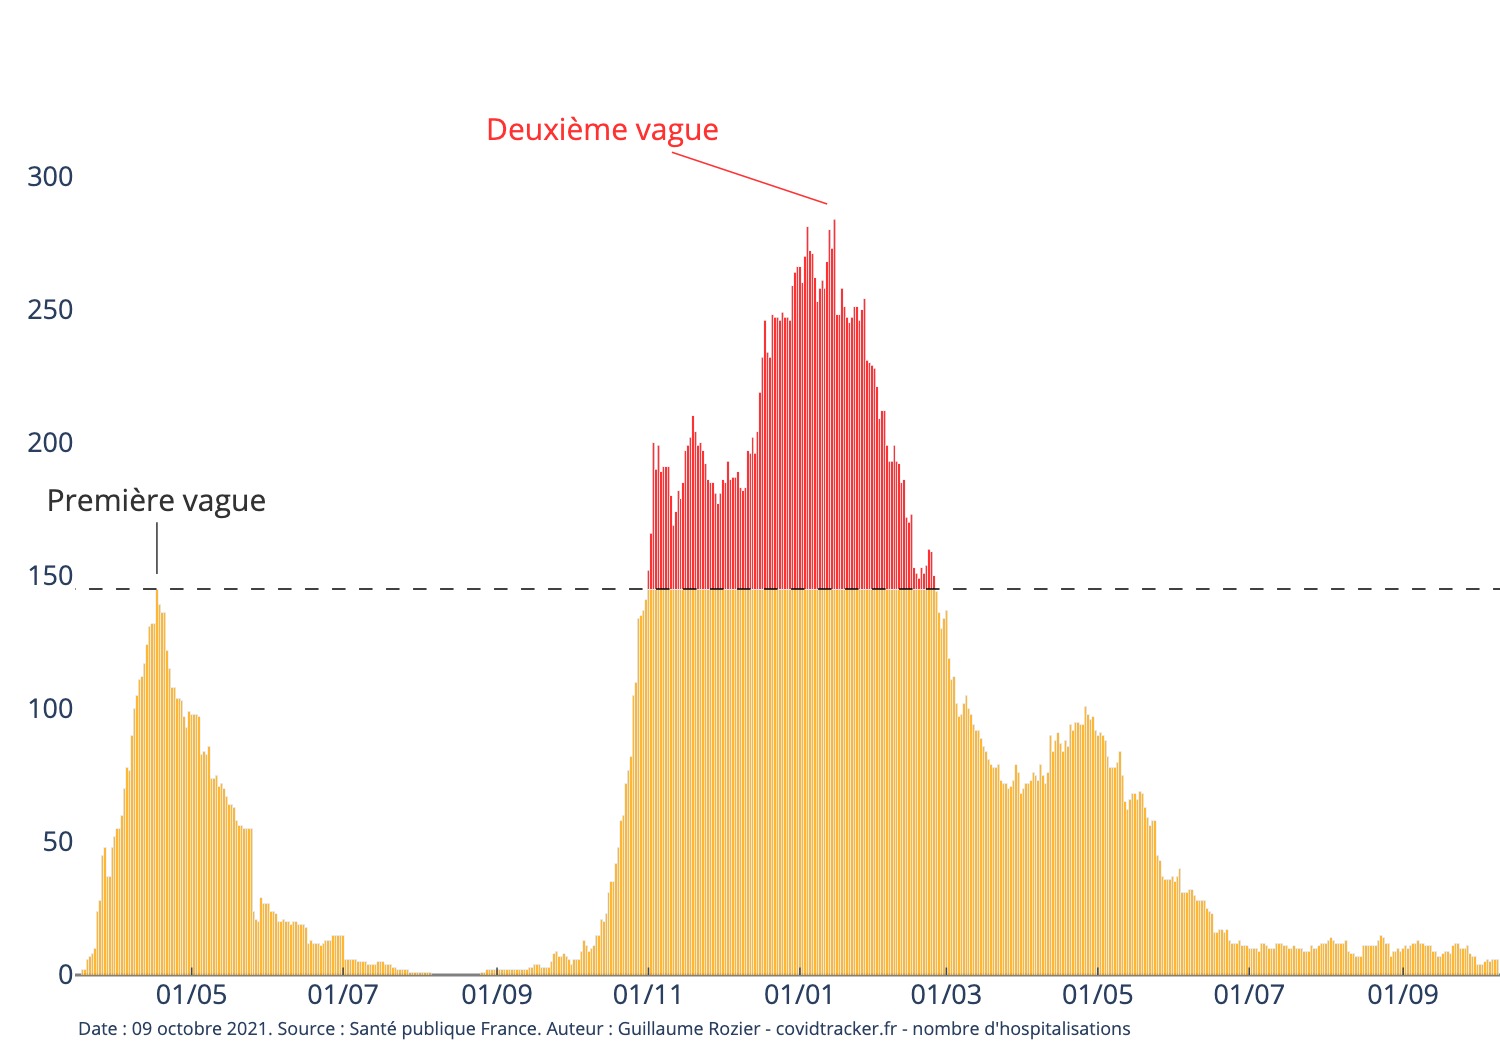 Deuxième vague
300
250
200
Première vague
150
100
50
0
01/05 01/07 01/09 01/11 01/01 01/03 01/05 01/07 01/09
Date : 09 octobre 2021. Source : Santé publique France. Auteur : Guillaume Rozier - covidtracker.fr - nombre d'hospitalisations